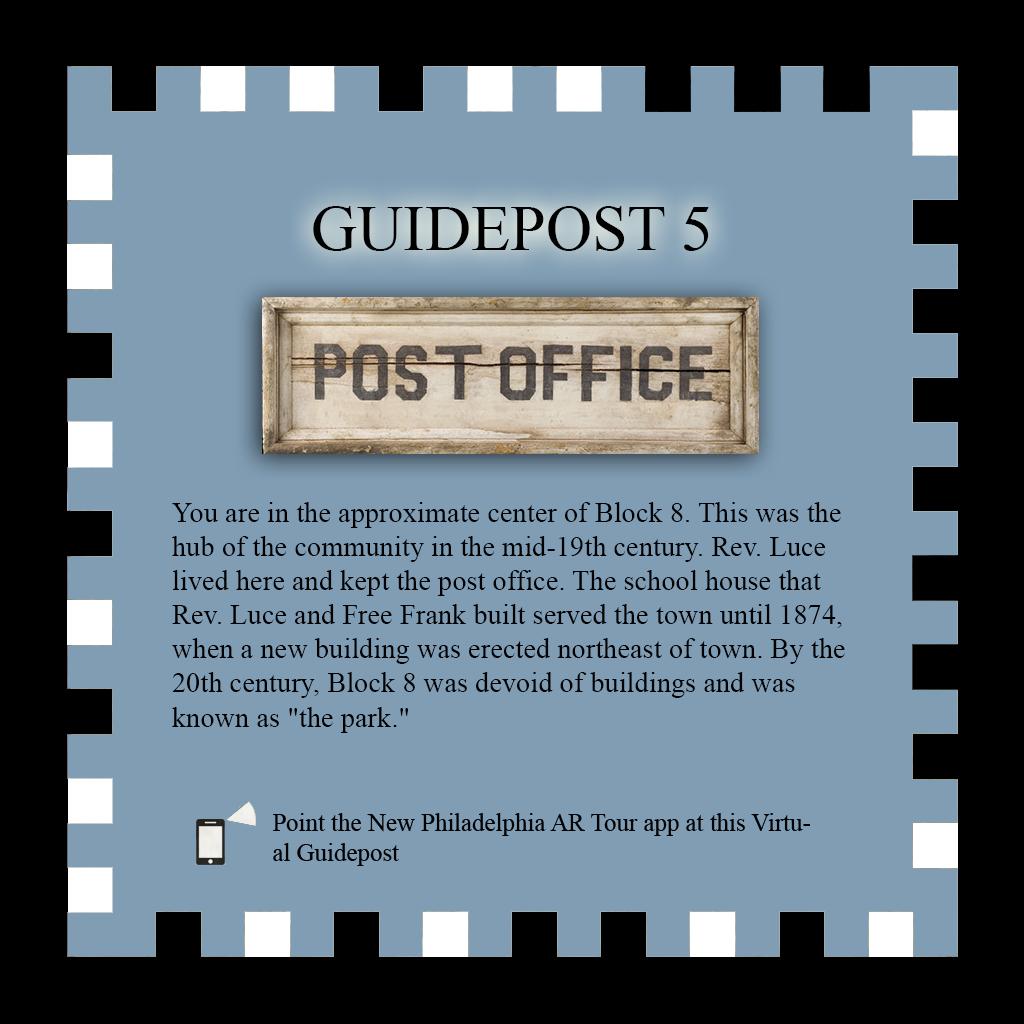 GUIDEPOST 5
POST OFFICE
You are in the approximate center of Block 8. This was the
hub of the community in the mid-19th century. Rev. Luce
lived here and kept the post office. The school house that
Rev. Luce and Free Frank built served the town until 1874,
when a new building was erected northeast of town. By the
20th century, Block 8 was devoid of buildings and was
known as "the park."
Point the New Philadelphia AR Tour app at this Virtu-
al Guidepost